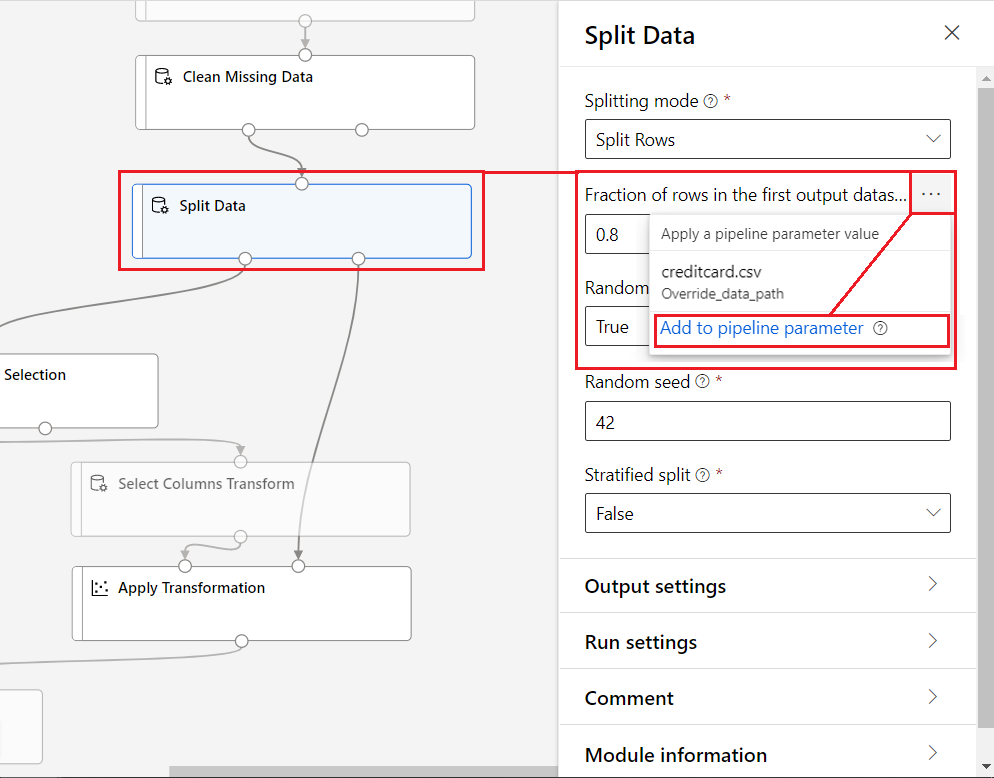 Clean Missing Data
Split Data
Selection
Select Columns Transform
Apply Transformation
Split Data
Splitting mode ? *
Split Rows
Fraction of rows in the first output datas... ...
0.8
Apply a pipeline parameter value
creditcard.csv
Override_data_path
Random
True
Add to pipeline parameter ?
Random seed ? *
42
Stratified split ? *
False
Output settings
Run settings
Comment
Module information